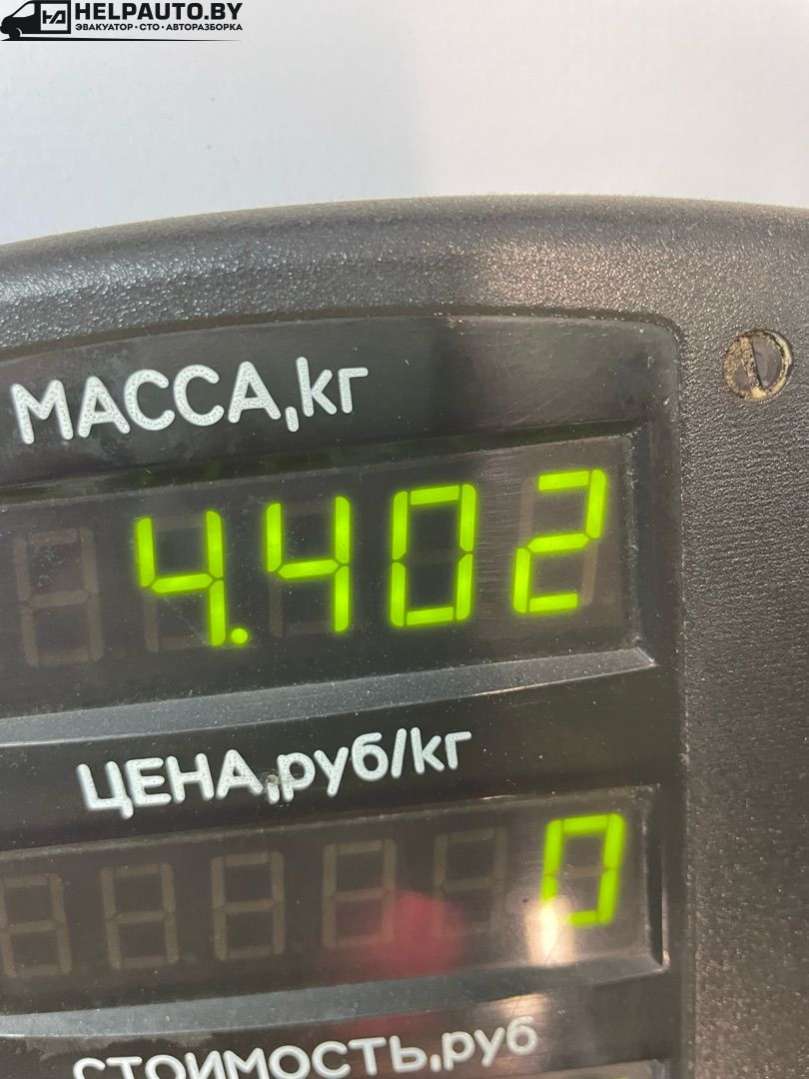 HELPAUTO.BY
ЭВАКУАТОР • СТО • АВТОРАЗБОРКА
МАССА,кг
4.402
ЦЕНА,руб/кг
0
СТОИМОСТЬ,руб